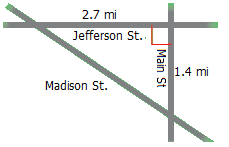 2.7 mi
Jefferson St.
Main St
1.4 mi
Madison St.